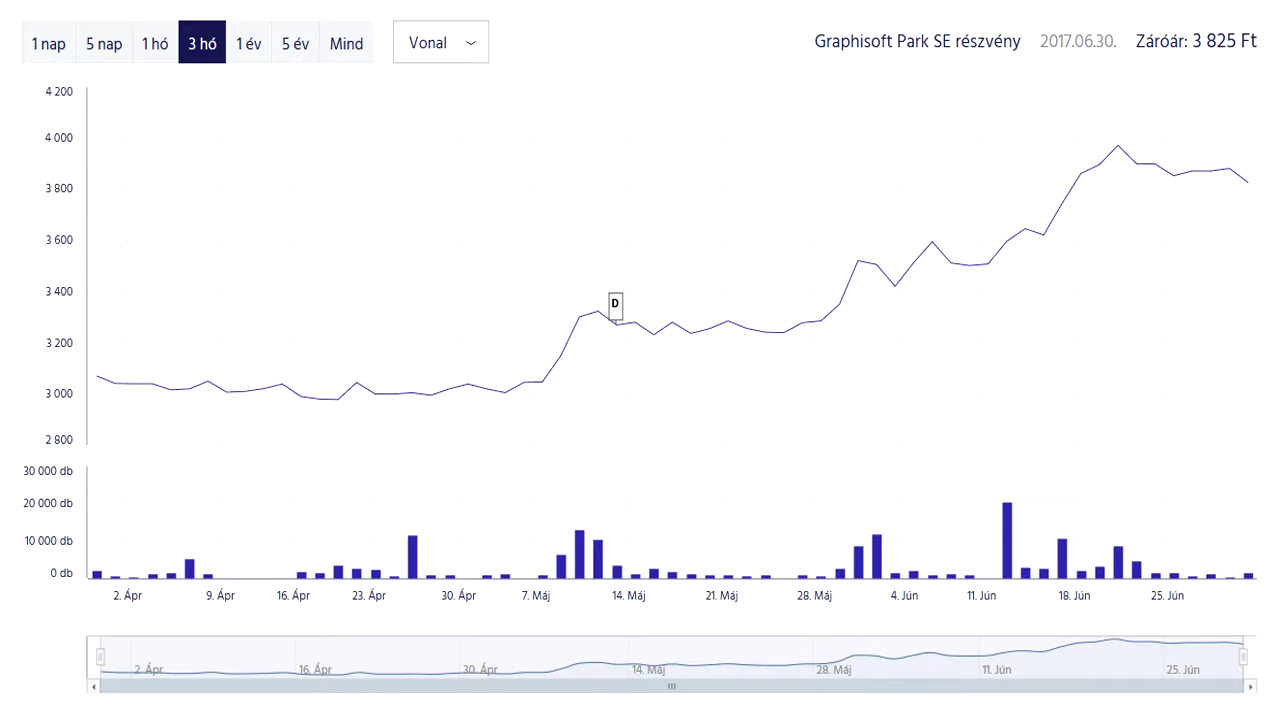 1 nap 5 nap 1 hó 3 hó 1 év 5 év Mind Vonal Graphisoft Park SE részvény 2017.06.30. Záróár: 3 825 Ft
4 200
4 000
3 800
3 600
3 400
D
3 200
3 000
2 800
30 000 db
20 000 db
10 000 db
0 db
2. Ápr 9. Ápr 16. Ápr 23. Ápr 30. Ápr 7. Máj 14. Máj 21. Máj 28. Máj 4. Jún 11. Jún 18. Jún 25. Jún
2. Ápr 16. Ápr 30. Ápr 14. Máj 28. Máj 11. Jún 25. Jún